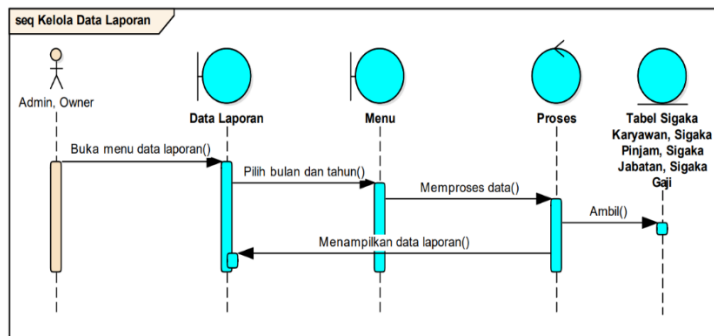 seq Kelola Data Laporan
Admin, Owner
Data Laporan
Menu
Proses
Tabel Sigaka
Karyawan, Sigaka
Pinjam, Sigaka
Jabatan, Sigaka
Gaji
Buka menu data laporan()
Pilih bulan dan tahun()
Memproses data()
Ambil()
Menampilkan data laporan()